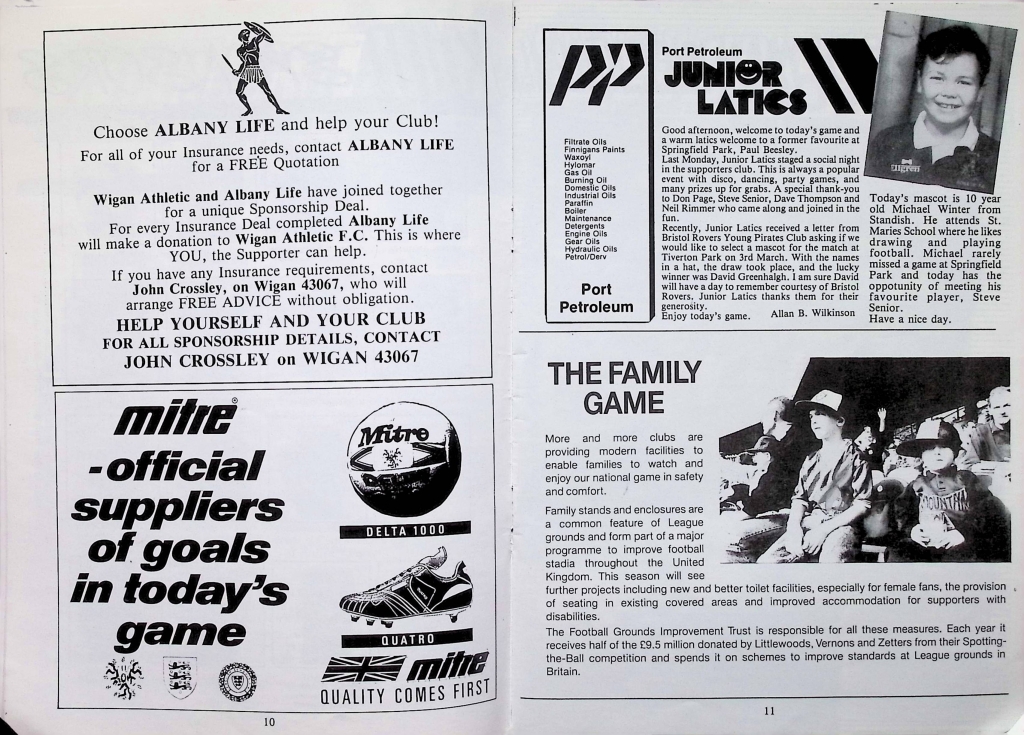 Choose ALBANY LIFE and help your Club!
For all of your Insurance needs, contact ALBANY LIFE
for a FREE Quotation
Wigan Athletic and Albany Life have joined together
for a unique Sponsorship Deal.
For every Insurance Deal completed Albany Life
will make a donation to Wigan Athletic F.C. This is where
YOU, the Supporter can help.
If you have any Insurance requirements, contact
John Crossley, on Wigan 43067, who will
arrange FREE ADVICE without obligation.
HELP YOURSELF AND YOUR CLUB
FOR ALL SPONSORSHIP DETAILS, CONTACT
JOHN CROSSLEY on WIGAN 43067
mitre®
-official
suppliers
of goals
in today's
game
Mitre
DELTA 1000
QUATRO
mitre
QUALITY COMES FIRST
10
pp
Filtrate Oils
Finnigans Paints
Waxoyl
Hylomar
Gas Oil
Burning Oil
Domestic Oils
Industrial Oils
Paraffin
Boiler
Maintenance
Detergents
Engine Oils
Gear Oils
Hydraulic Oils
Petrol/Derv
Port
Petroleum
Port Petroleum
JUNIOR
LATICS
Good afternoon, welcome to today's game and
a warm latics welcome to a former favourite at
Springfield Park, Paul Beesley.
Last Monday, Junior Latics staged a social night
in the supporters club. This is always a popular
event with disco, dancing, party games, and
many prizes up for grabs. A special thank-you
to Don Page, Steve Senior, Dave Thompson and
Neil Rimmer who came along and joined in the
fun.
Recently, Junior Latics received a letter from
Bristol Rovers Young Pirates Club asking if we
would like to select a mascot for the match at
Tiverton Park on 3rd March. With the names
in a hat, the draw took place, and the lucky
winner was David Greenhalgh. I am sure David
will have a day to remember courtesy of Bristol
Rovers. Junior Latics thanks them for their
generosity.
Enjoy today's game. Allan B. Wilkinson
Today's mascot is 10 year
old Michael Winter from
Standish. He attends St.
Maries School where he likes
drawing and playing
football. Michael rarely
missed a game at Springfield
Park and today has the
oppotunity of meeting his
favourite player, Steve
Senior.
Have a nice day.
THE FAMILY
GAME
More and more clubs are
providing modern facilities to
enable families to watch and
enjoy our national game in safety
and comfort.
Family stands and enclosures are
a common feature of League
grounds and form part of a major
programme to improve football
stadia throughout the United
Kingdom. This season will see
further projects including new and better toilet facilities, especially for female fans, the provision
of seating in existing covered areas and improved accommodation for supporters with
disabilities.
The Football Grounds Improvement Trust is responsible for all these measures. Each year it
receives half of the £9.5 million donated by Littlewoods, Vernons and Zetters from their Spotting-
the-Ball competition and spends it on schemes to improve standards at League grounds in
Britain.
MOUNTAIN
11